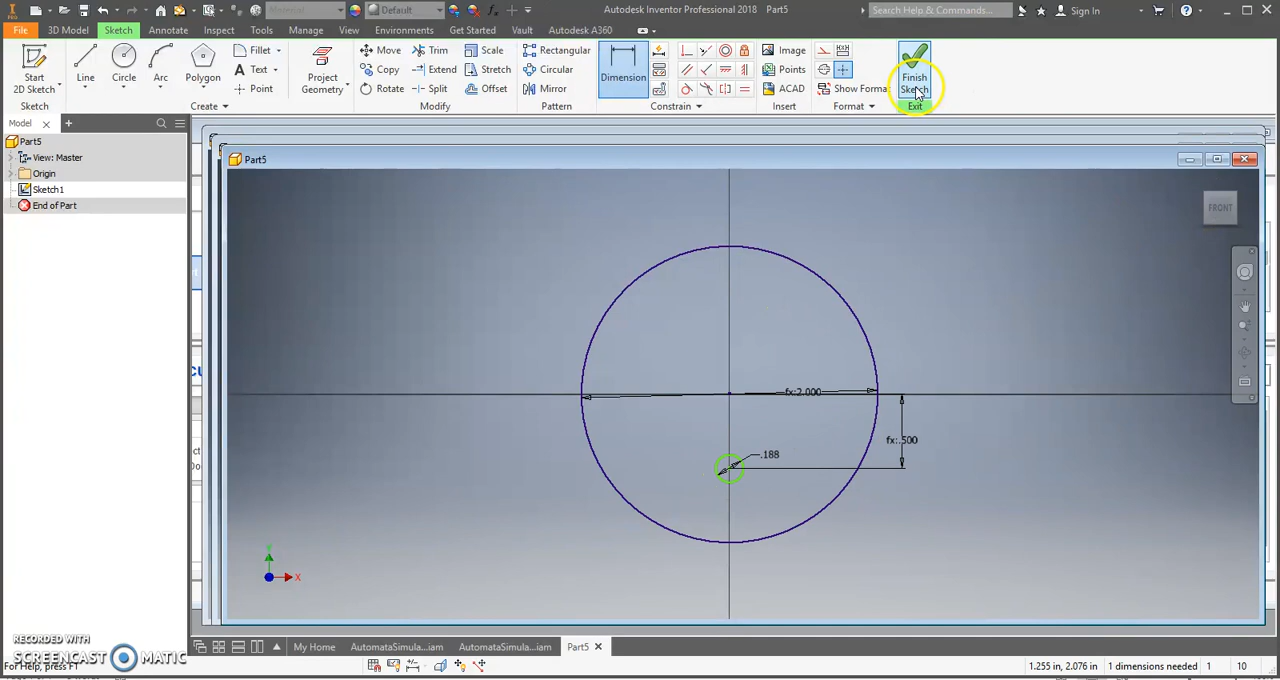 PRO
Material
Default
Autodesk Inventor Professional 2018 Part5
Search Help & Commands...
Sign In
File 3D Model Sketch Annotate Inspect Tools Manage View Environments Get Started Vault Autodesk A360
Start
2D Sketch
Line
Circle
Arc
Polygon
Fillet
Text
Point
Project
Geometry
Move
Copy
Rotate
Trim
Extend
Split
Scale
Stretch
Offset
Rectangular
Circular
Mirror
Dimension
Image
Points
ACAD
Show Format
Finish
Sketch
Sketch Create Modify Pattern Constrain Insert Format Exit
Model
Part5
View: Master
Origin
Sketch1
End of Part
Part5
FRONT
fx:2.000
fx:.500
.188
Y
X
My Home AutomataSimula...iam AutomataSimula...iam Part5
RECORDED WITH
SCREENCAST MATIC
For Help, press F1
1.255 in, 2.076 in 1 dimensions needed 1 10